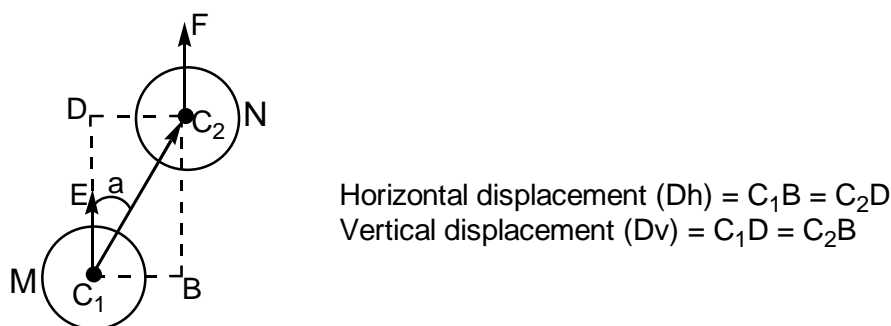 F
D
C₂
N
E
a
Horizontal displacement (Dh) = C₁B = C₂D
Vertical displacement (Dv) = C₁D = C₂B
M
C₁
B